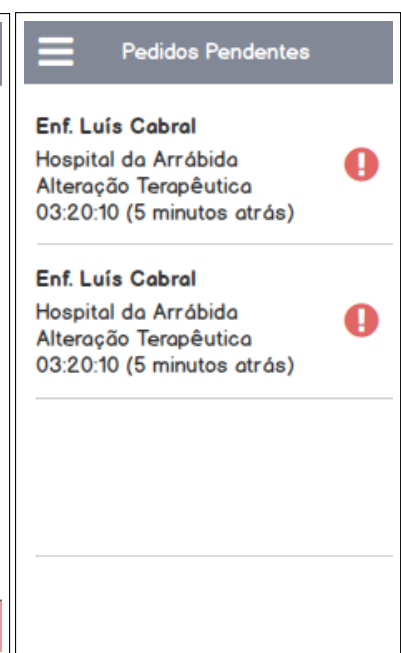 Pedidos Pendentes
Enf. Luís Cabral
Hospital da Arrábida
Alteração Terapêutica
03:20:10 (5 minutos atrás)
Enf. Luís Cabral
Hospital da Arrábida
Alteração Terapêutica
03:20:10 (5 minutos atrás)